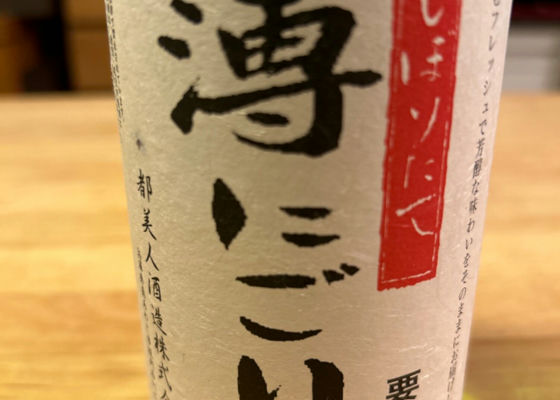 フレッシュで芳醇な味わいをそのままにお届け
しぼりたて
要
薄にごり
都美人酒造株式会